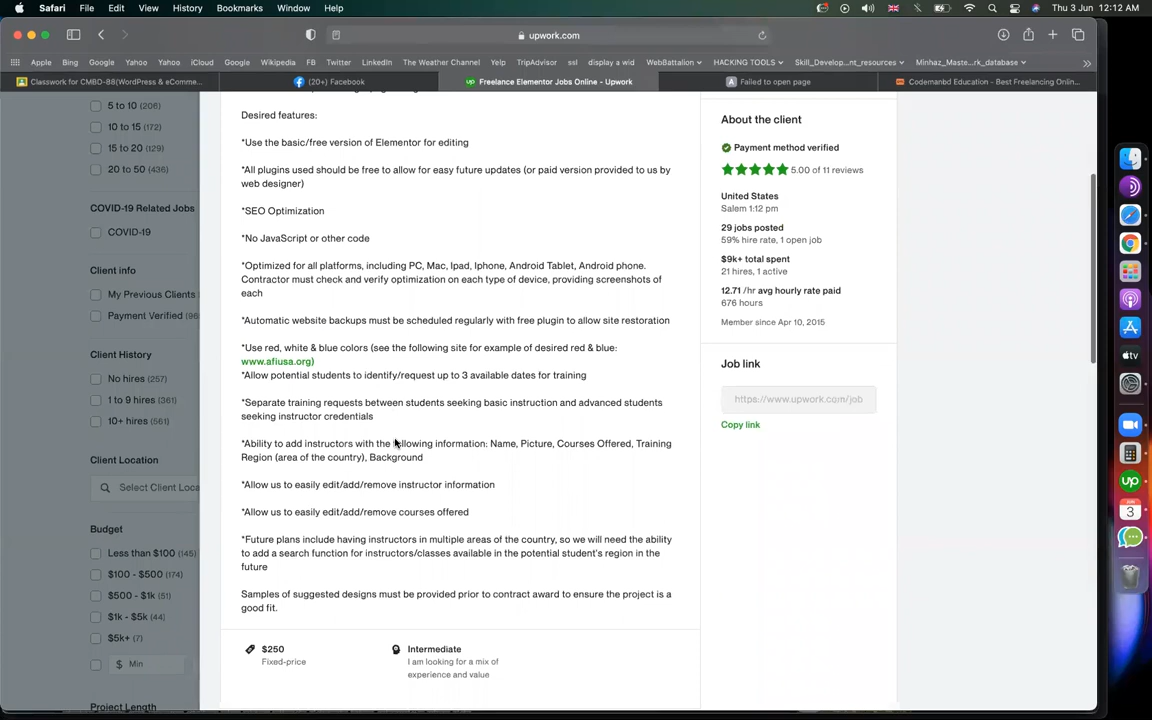 Safari File Edit View History Bookmarks Window Help
Thu 3 Jun 12:12 AM
upwork.com
Apple Bing Google Wikipedia Yahoo Yahoo iCloud Google Wikipedia FB Twitter LinkedIn The Weather Channel Yelp TripAdvisor ssl display a wid WebBattalion HACKING TOOLS Skill_Develop...nt_resources Minhaz_Maste...rk_database
Classwork for CMBD-88(WordPress & eComme...
(20+) Facebook
Freelance Elementor Jobs Online - Upwork
Failed to open page
Codemanbd Education - Best Freelancing Onlin...
5 to 10 (206)
10 to 15 (172)
15 to 20 (129)
20 to 50 (436)
COVID-19 Related Jobs
COVID-19
Client info
My Previous Clients
Payment Verified (96
Client History
No hires (257)
1 to 9 hires (361)
10+ hires (561)
Client Location
Select Client Loca
Budget
Less than $100 (145)
$100 - $500 (174)
$500 - $1k (51)
$1k - $5k (44)
$5k+ (7)
$ Min
Project Length
Desired features:
*Use the basic/free version of Elementor for editing
*All plugins used should be free to allow for easy future updates (or paid version provided to us by
web designer)
*SEO Optimization
*No JavaScript or other code
*Optimized for all platforms, including PC, Mac, Ipad, Iphone, Android Tablet, Android phone.
Contractor must check and verify optimization on each type of device, providing screenshots of
each
*Automatic website backups must be scheduled regularly with free plugin to allow site restoration
*Use red, white & blue colors (see the following site for example of desired red & blue:
www.afiusa.org)
*Allow potential students to identify/request up to 3 available dates for training
*Separate training requests between students seeking basic instruction and advanced students
seeking instructor credentials
*Ability to add instructors with the following information: Name, Picture, Courses Offered, Training
Region (area of the country), Background
*Allow us to easily edit/add/remove instructor information
*Allow us to easily edit/add/remove courses offered
*Future plans include having instructors in multiple areas of the country, so we will need the ability
to add a search function for instructors/classes available in the potential student's region in the
future
Samples of suggested designs must be provided prior to contract award to ensure the project is a
good fit.
$250
Fixed-price
Intermediate
I am looking for a mix of
experience and value
About the client
Payment method verified
5.00 of 11 reviews
United States
Salem 1:12 pm
29 jobs posted
59% hire rate, 1 open job
$9k+ total spent
21 hires, 1 active
12.71 /hr avg hourly rate paid
676 hours
Member since Apr 10, 2015
Job link
https://www.upwork.com/job
Copy link